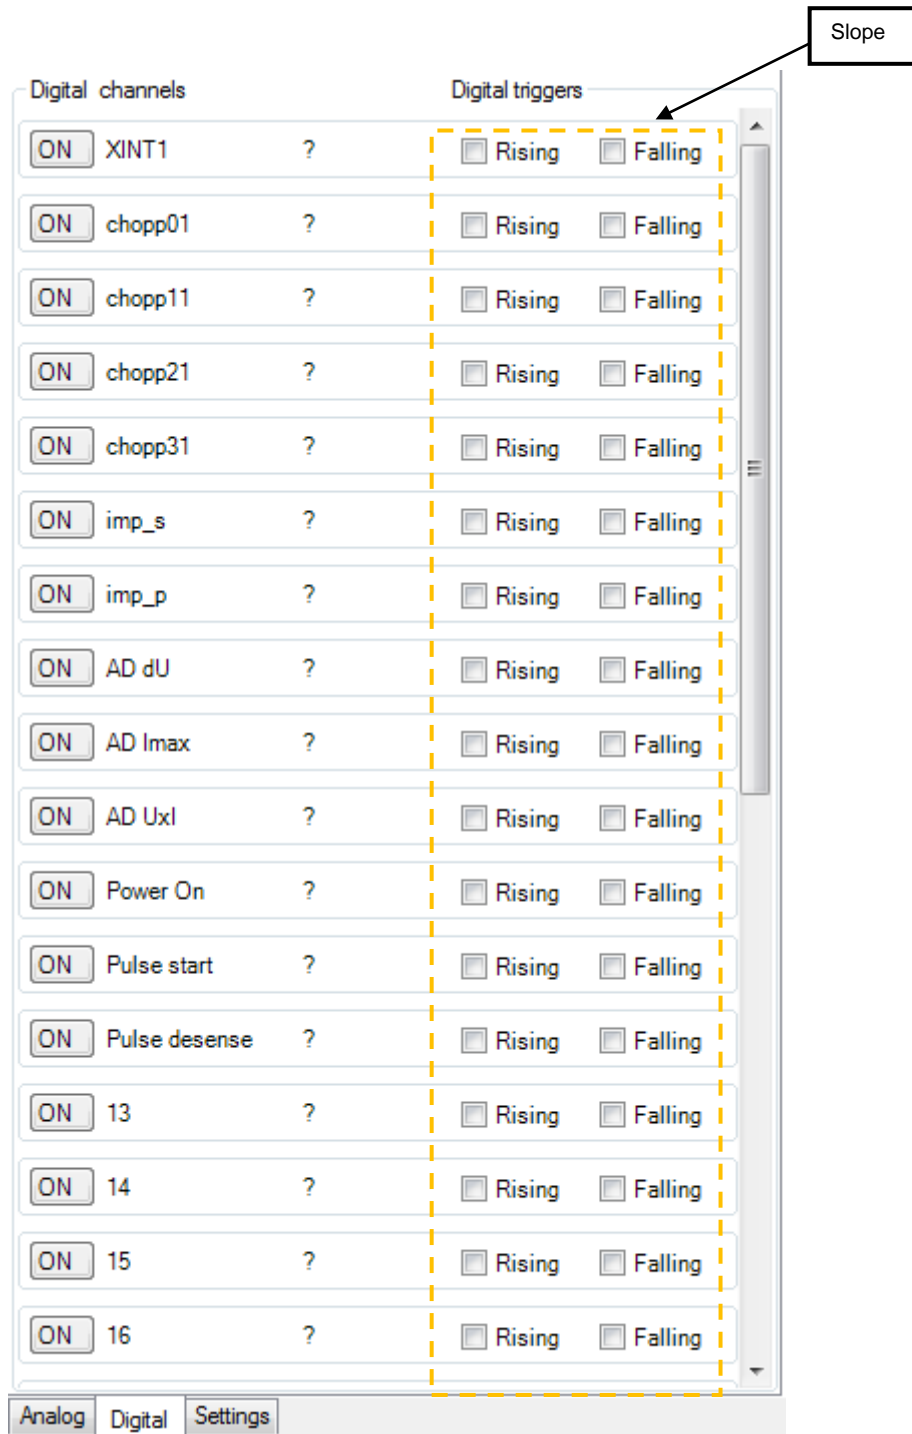 Slope
Digital channels Digital triggers
ON XINT1 ? Rising Falling
ON chopp01 ? Rising Falling
ON chopp11 ? Rising Falling
ON chopp21 ? Rising Falling
ON chopp31 ? Rising Falling
ON imp_s ? Rising Falling
ON imp_p ? Rising Falling
ON AD dU ? Rising Falling
ON AD Imax ? Rising Falling
ON AD UxI ? Rising Falling
ON Power On ? Rising Falling
ON Pulse start ? Rising Falling
ON Pulse desense ? Rising Falling
ON 13 ? Rising Falling
ON 14 ? Rising Falling
ON 15 ? Rising Falling
ON 16 ? Rising Falling
Analog Digital Settings